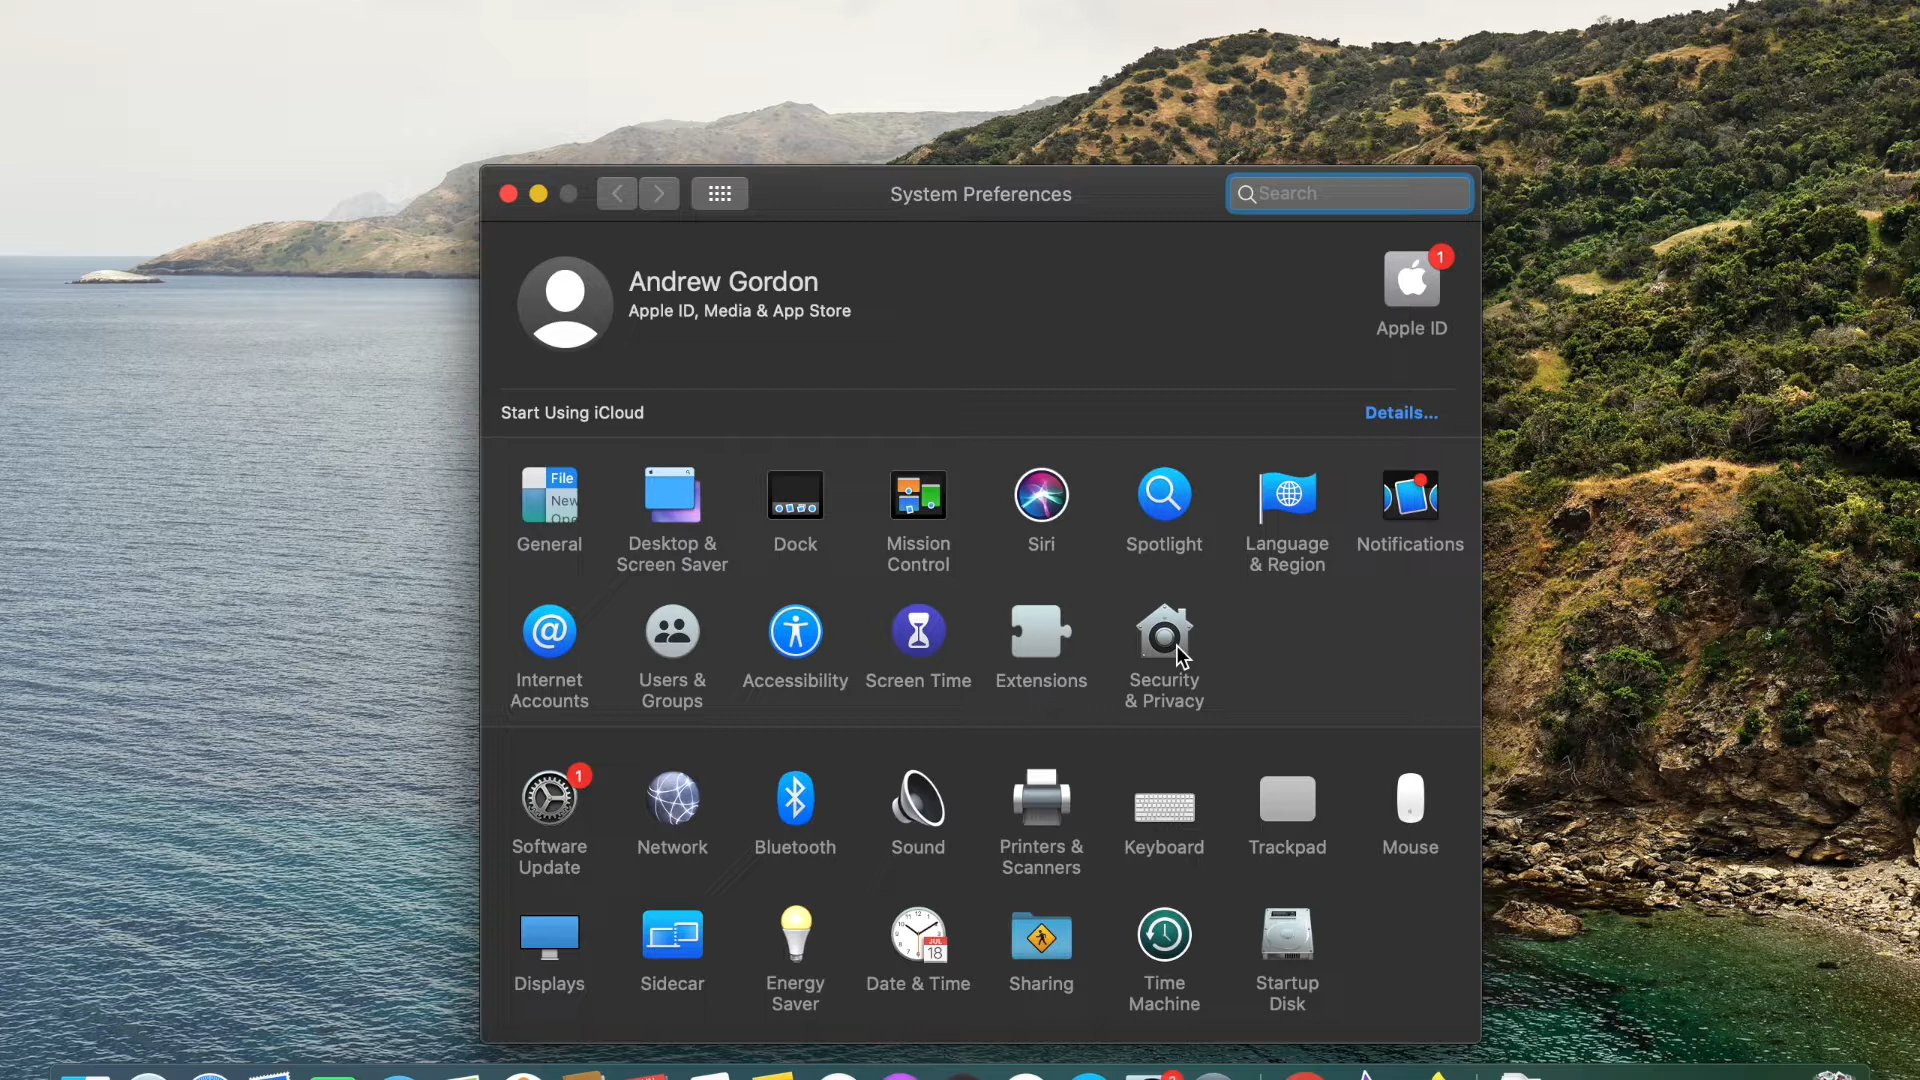 System Preferences
Search
Andrew Gordon
Apple ID, Media & App Store
1
Apple ID
Start Using iCloud
Details...
File
New
General
Desktop &
Screen Saver
Dock
Mission
Control
Siri
Spotlight
Language
& Region
Notifications
Internet
Accounts
Users &
Groups
Accessibility
Screen Time
Extensions
Security
& Privacy
1
Software
Update
Network
Bluetooth
Sound
Printers &
Scanners
Keyboard
Trackpad
Mouse
JUL
18
Displays
Sidecar
Energy
Saver
Date & Time
Sharing
Time
Machine
Startup
Disk